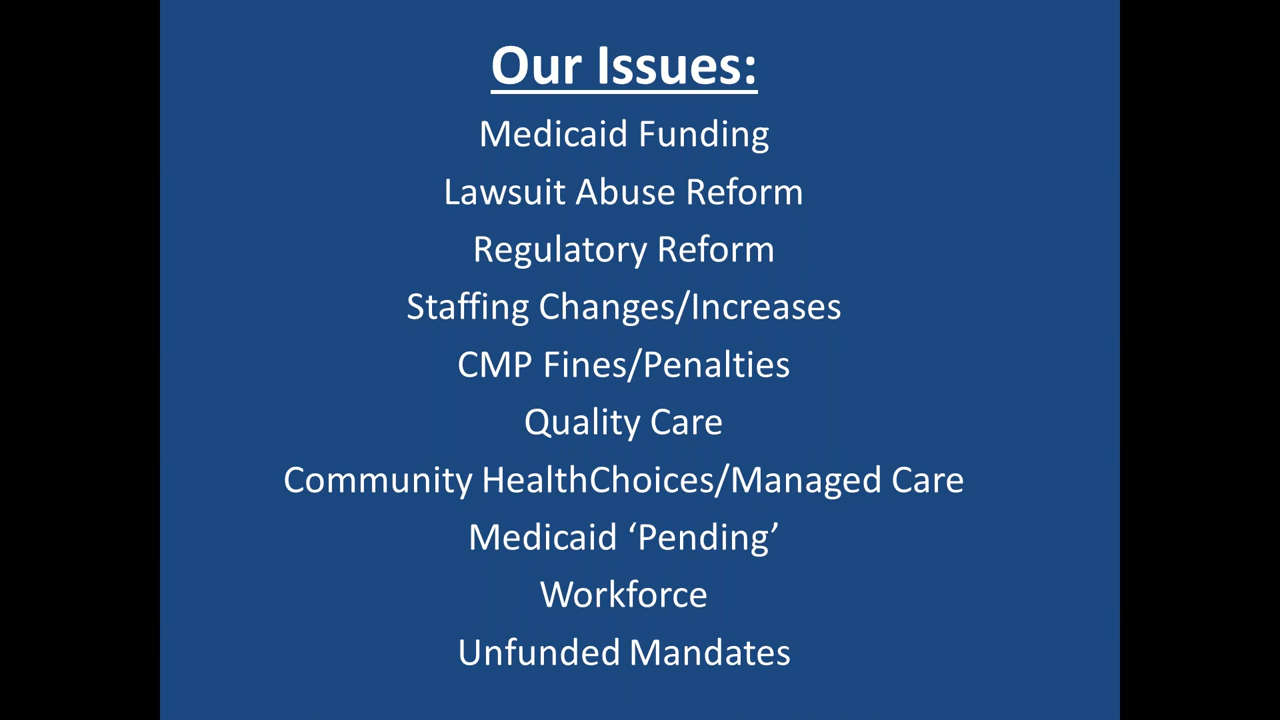 Our Issues:
Medicaid Funding
Lawsuit Abuse Reform
Regulatory Reform
Staffing Changes/Increases
CMP Fines/Penalties
Quality Care
Community HealthChoices/Managed Care
Medicaid ‘Pending’
Workforce
Unfunded Mandates